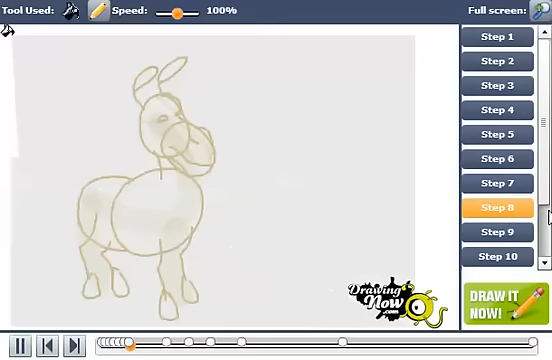 Tool Used: Speed: 100% Full screen:
Step 1
Step 2
Step 3
Step 4
Step 5
Step 6
Step 7
Step 8
Step 9
Step 10
Drawing
Now.com
DRAW IT
NOW!